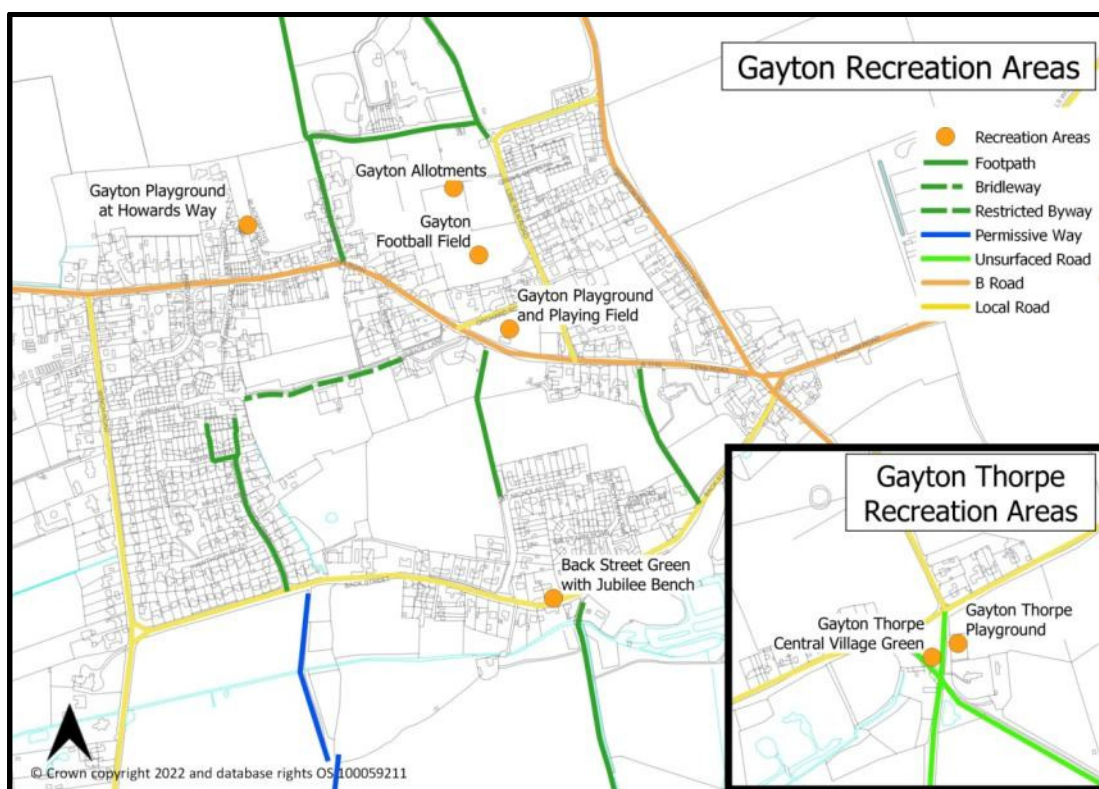 Gayton Recreation Areas
Recreation Areas
Footpath
Bridleway
Restricted Byway
Permissive Way
Unsurfaced Road
B Road
Local Road
Gayton Allotments
Gayton Playground
at Howards Way
Gayton
Football Field
Gayton Playground
and Playing Field
BACK STREET
Back Street Green
with Jubilee Bench
Gayton Thorpe
Recreation Areas
Gayton Thorpe
Playground
Gayton Thorpe
Central Village Green
© Crown copyright 2022 and database rights OS 100059211